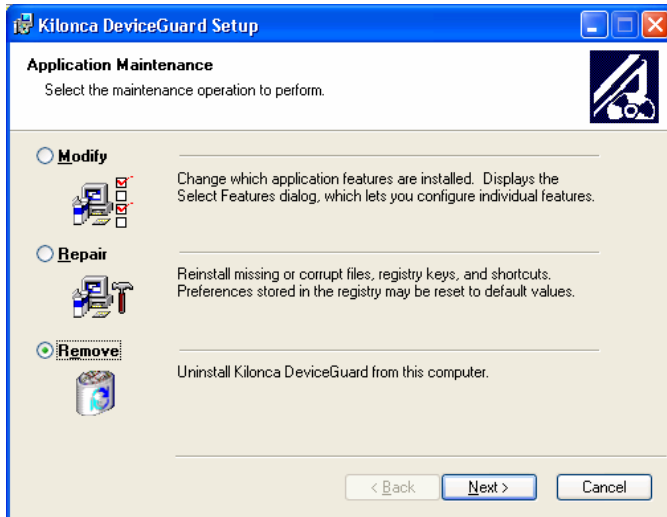 Kilonca DeviceGuard Setup
Application Maintenance
Select the maintenance operation to perform.
Modify
Change which application features are installed. Displays the
Select Features dialog, which lets you configure individual features.
Repair
Reinstall missing or corrupt files, registry keys, and shortcuts.
Preferences stored in the registry may be reset to default values.
Remove
Uninstall Kilonca DeviceGuard from this computer.
< Back Next > Cancel